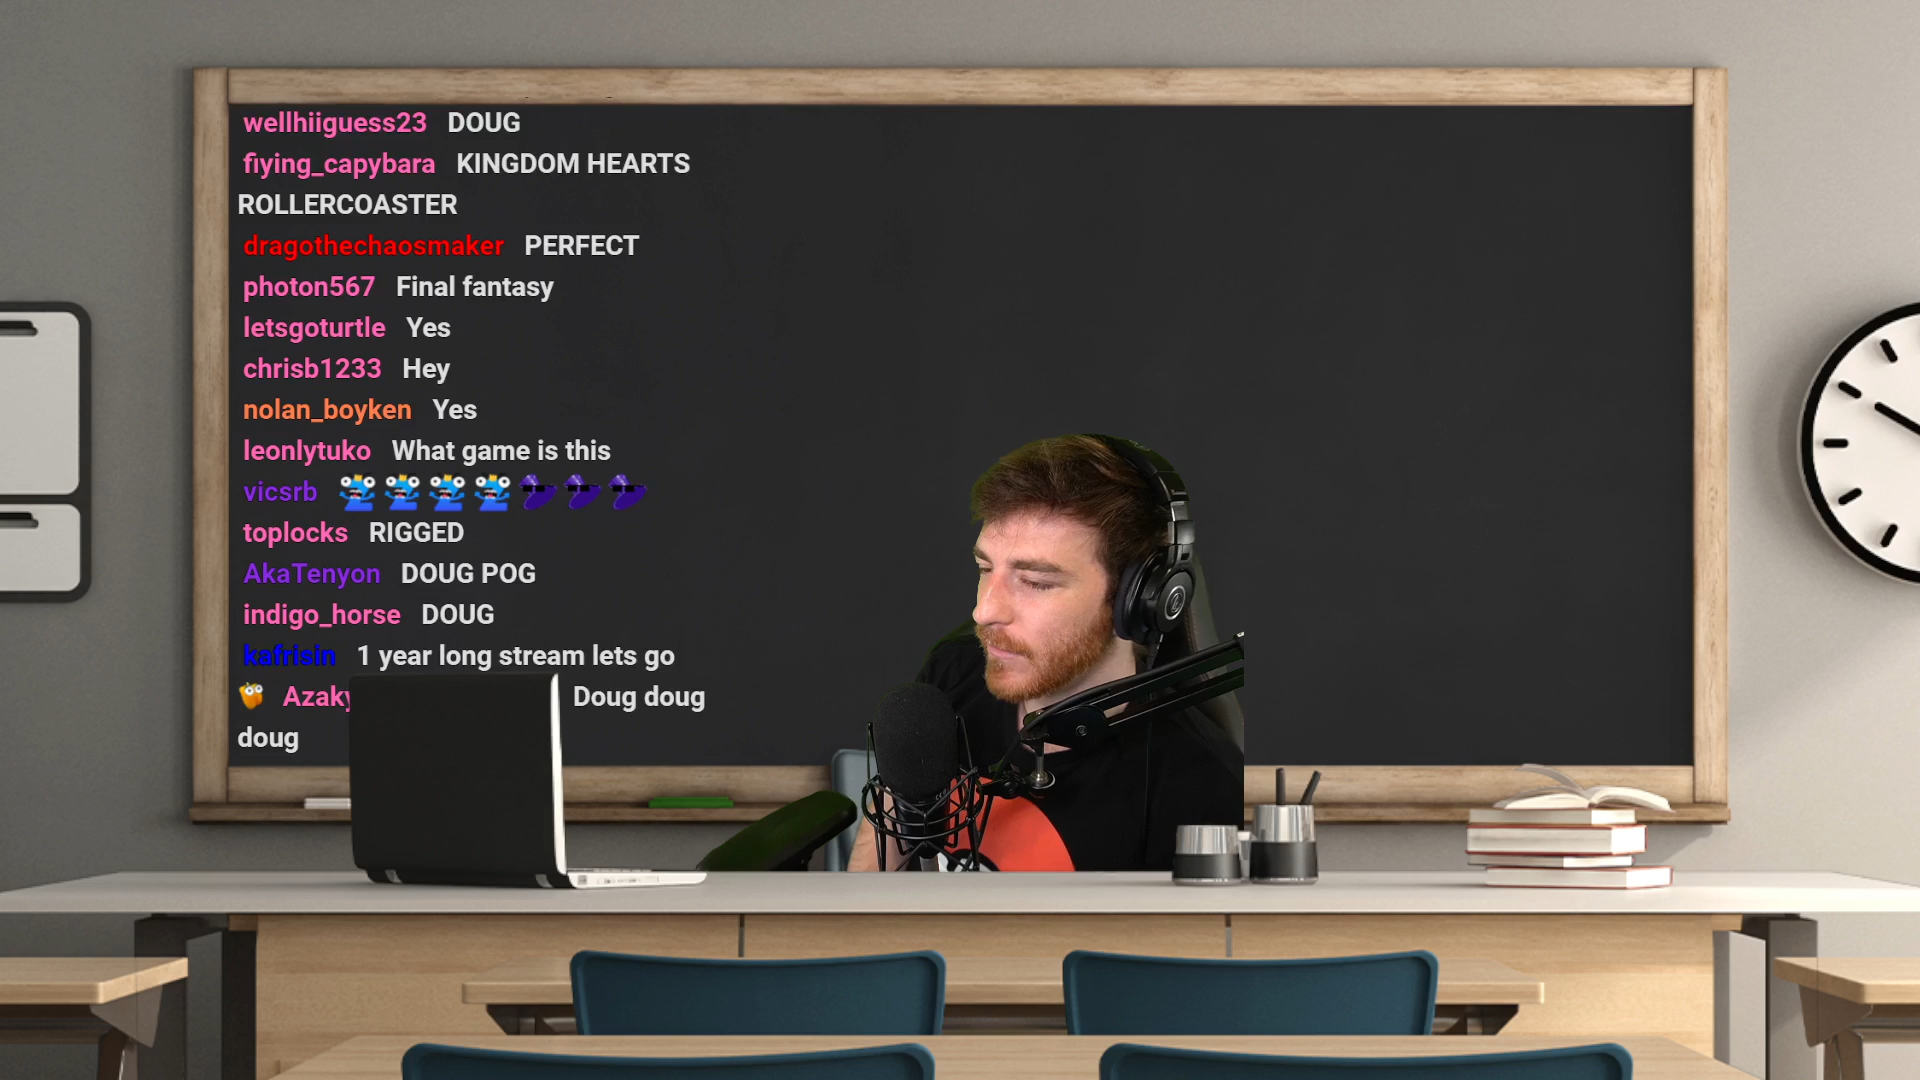 wellhiiguess23 DOUG
fiying_capybara KINGDOM HEARTS
ROLLERCOASTER
dragothechaosmaker PERFECT
photon567 Final fantasy
letsgoturtle Yes
chrisb1233 Hey
nolan_boyken Yes
leonlytuko What game is this
vicsrb
toplocks RIGGED
AkaTenyon DOUG POG
indigo_horse DOUG
kafrisin 1 year long stream lets go
Doug doug
doug